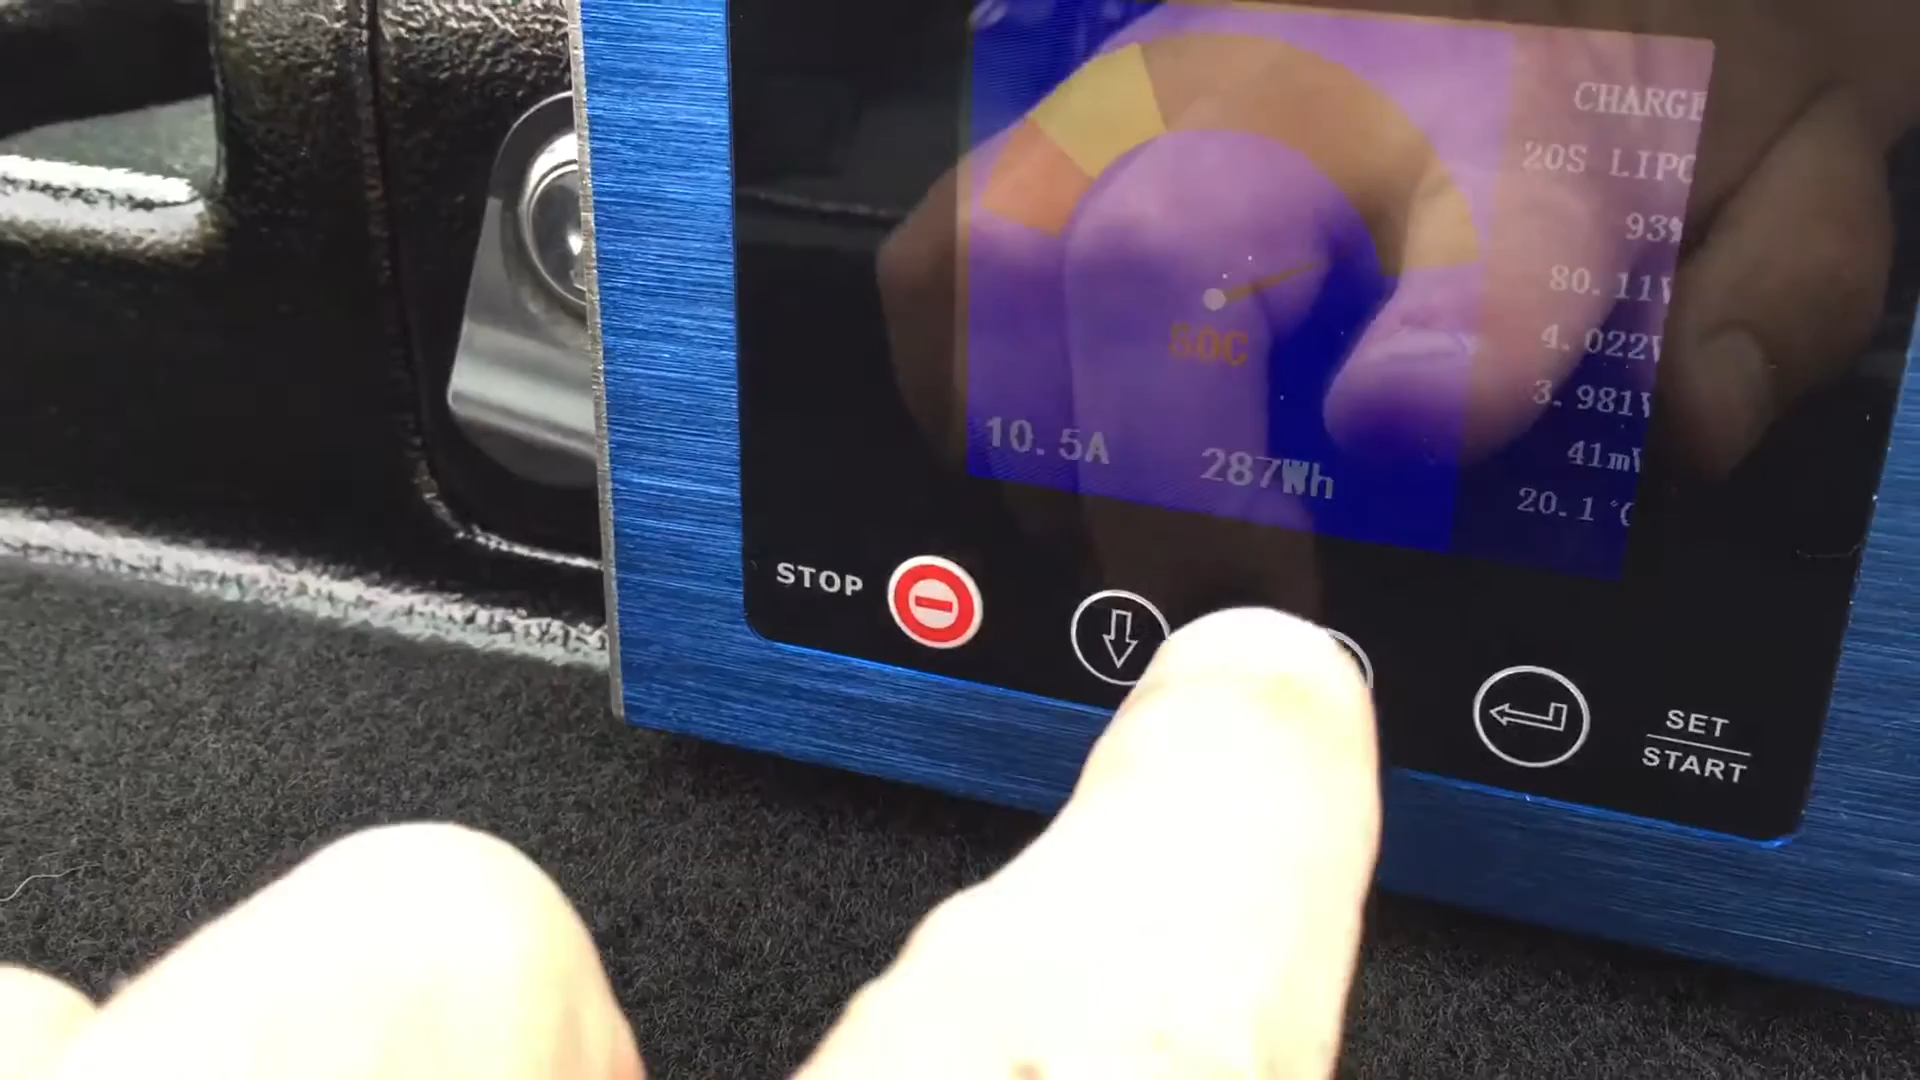 CHARGE
20S LIPO
93%
80.11V
4.022V
3.981V
41mV
20.1℃
SOC
10.5A 287Wh
STOP
SET
START